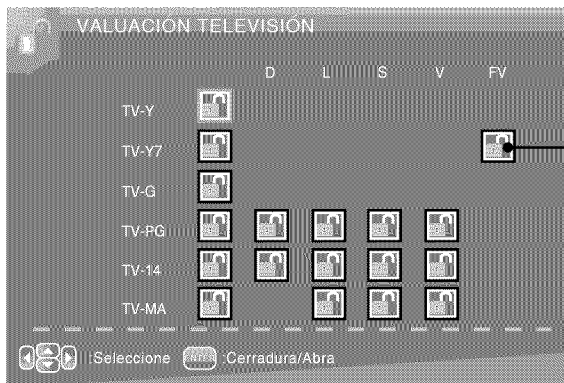 VALUACION TELEVISION
D L S V FV
TV-Y
TV-Y7
TV-G
TV-PG
TV-14
TV-MA
:Seleccione ENTER :Cerradura/Abra